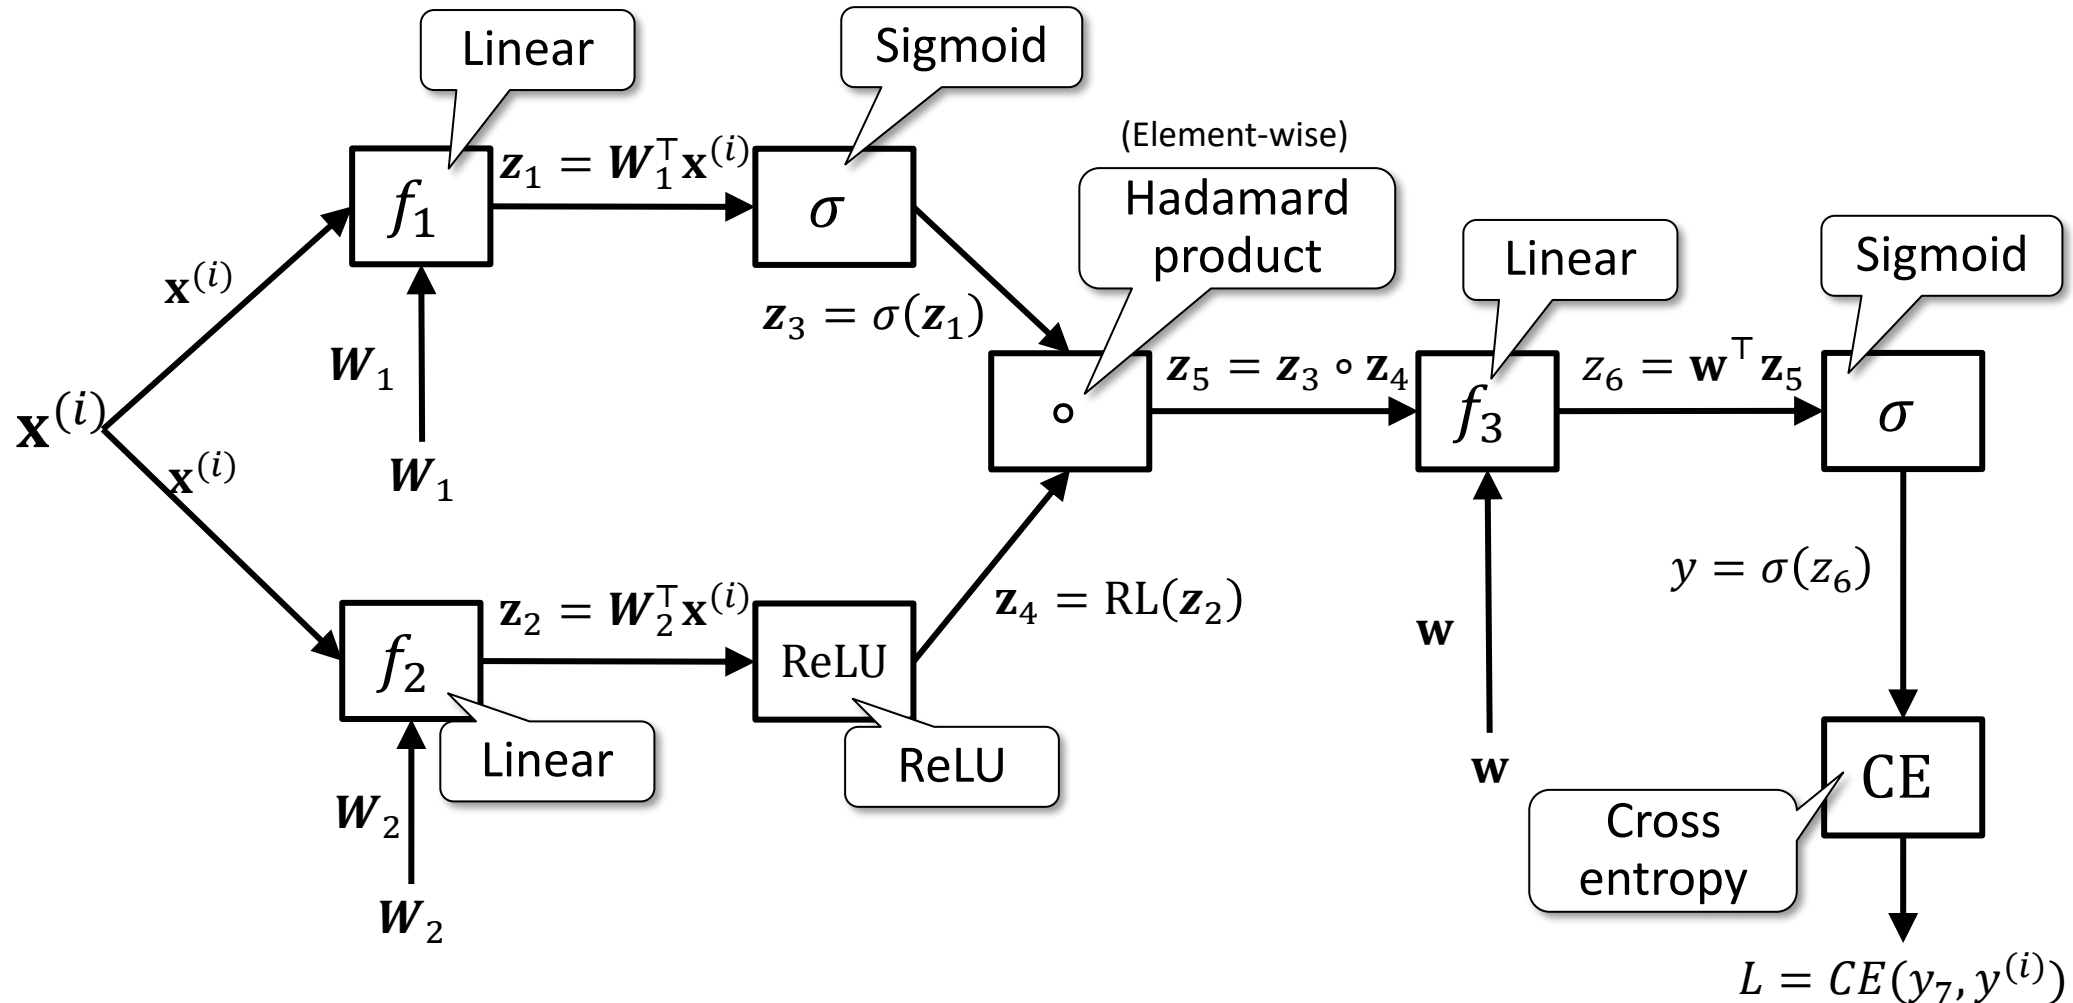 Linear
Sigmoid
(Element-wise)
Hadamard
product
Linear
Sigmoid
f₁
z₁ = W₁ᵀx⁽ⁱ⁾
σ
x⁽ⁱ⁾
z₃ = σ(z₁)
W₁
x⁽ⁱ⁾
x⁽ⁱ⁾
W₁
∘
z₅ = z₃ ∘ z₄
f₃
z₆ = wᵀz₅
σ
f₂
z₂ = W₂ᵀx⁽ⁱ⁾
ReLU
z₄ = RL(z₂)
w
y = σ(z₆)
Linear
ReLU
W₂
W₂
w
CE
Cross
entropy
L = CE(y₇, y⁽ⁱ⁾)